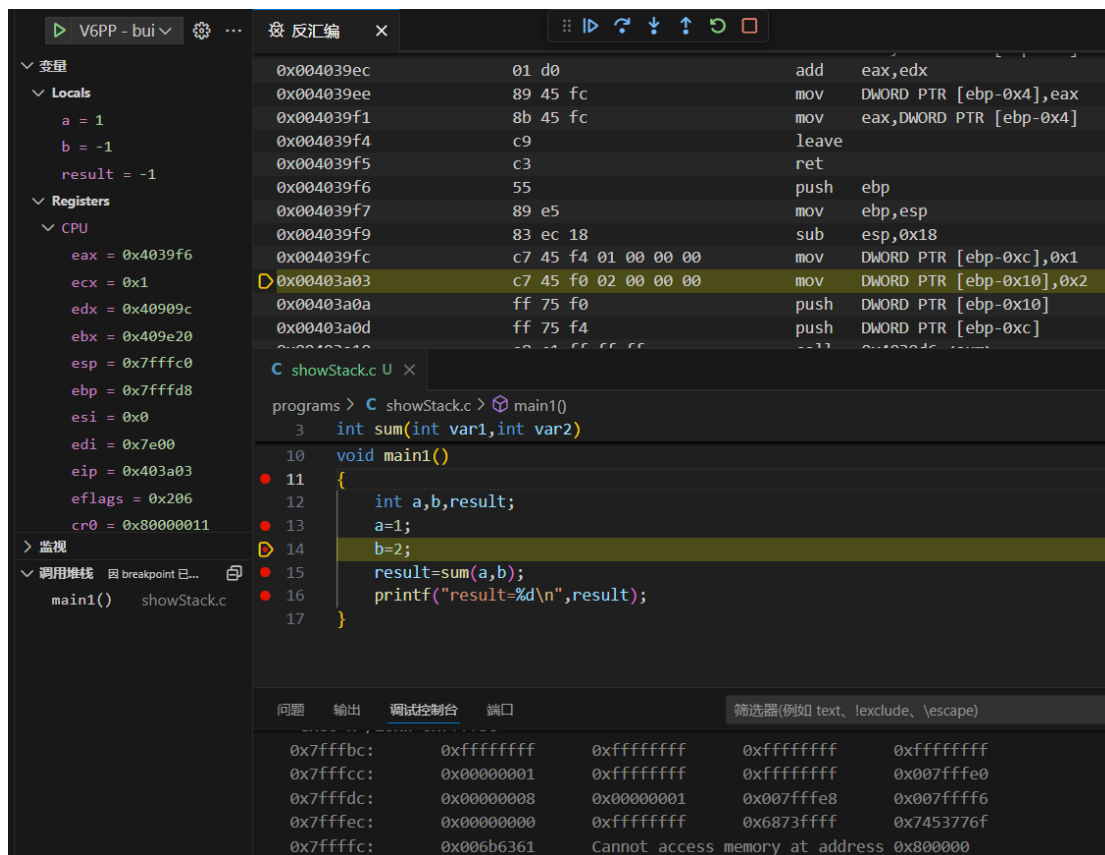 V6PP - bui
变量
Locals
a = 1
b = -1
result = -1
Registers
CPU
eax = 0x4039f6
ecx = 0x1
edx = 0x40909c
ebx = 0x409e20
esp = 0x7fffc0
ebp = 0x7fffd8
esi = 0x0
edi = 0x7e00
eip = 0x403a03
eflags = 0x206
cr0 = 0x80000011
监视
调用堆栈 因 breakpoint 已...
main1() showStack.c
反汇编
0x004039ec 01 d0 add eax,edx
0x004039ee 89 45 fc mov DWORD PTR [ebp-0x4],eax
0x004039f1 8b 45 fc mov eax,DWORD PTR [ebp-0x4]
0x004039f4 c9 leave
0x004039f5 c3 ret
0x004039f6 55 push ebp
0x004039f7 89 e5 mov ebp,esp
0x004039f9 83 ec 18 sub esp,0x18
0x004039fc c7 45 f4 01 00 00 00 mov DWORD PTR [ebp-0xc],0x1
0x00403a03 c7 45 f0 02 00 00 00 mov DWORD PTR [ebp-0x10],0x2
0x00403a0a ff 75 f0 push DWORD PTR [ebp-0x10]
0x00403a0d ff 75 f4 push DWORD PTR [ebp-0xc]
C showStack.c U
programs > C showStack.c > main1()
3 int sum(int var1,int var2)
10 void main1()
11 {
12 int a,b,result;
13 a=1;
14 b=2;
15 result=sum(a,b);
16 printf("result=%d\n",result);
17 }
问题 输出 调试控制台 端口 筛选器(例如 text、!exclude、\escape)
0x7fffbc: 0xffffffff 0xffffffff 0xffffffff 0xffffffff
0x7fffcc: 0x00000001 0xffffffff 0xffffffff 0x007fffe0
0x7fffdc: 0x00000008 0x00000001 0x007fffe8 0x007ffff6
0x7fffec: 0x00000000 0xffffffff 0x6873ffff 0x7453776f
0x7ffffc: 0x006b6361 Cannot access memory at address 0x800000